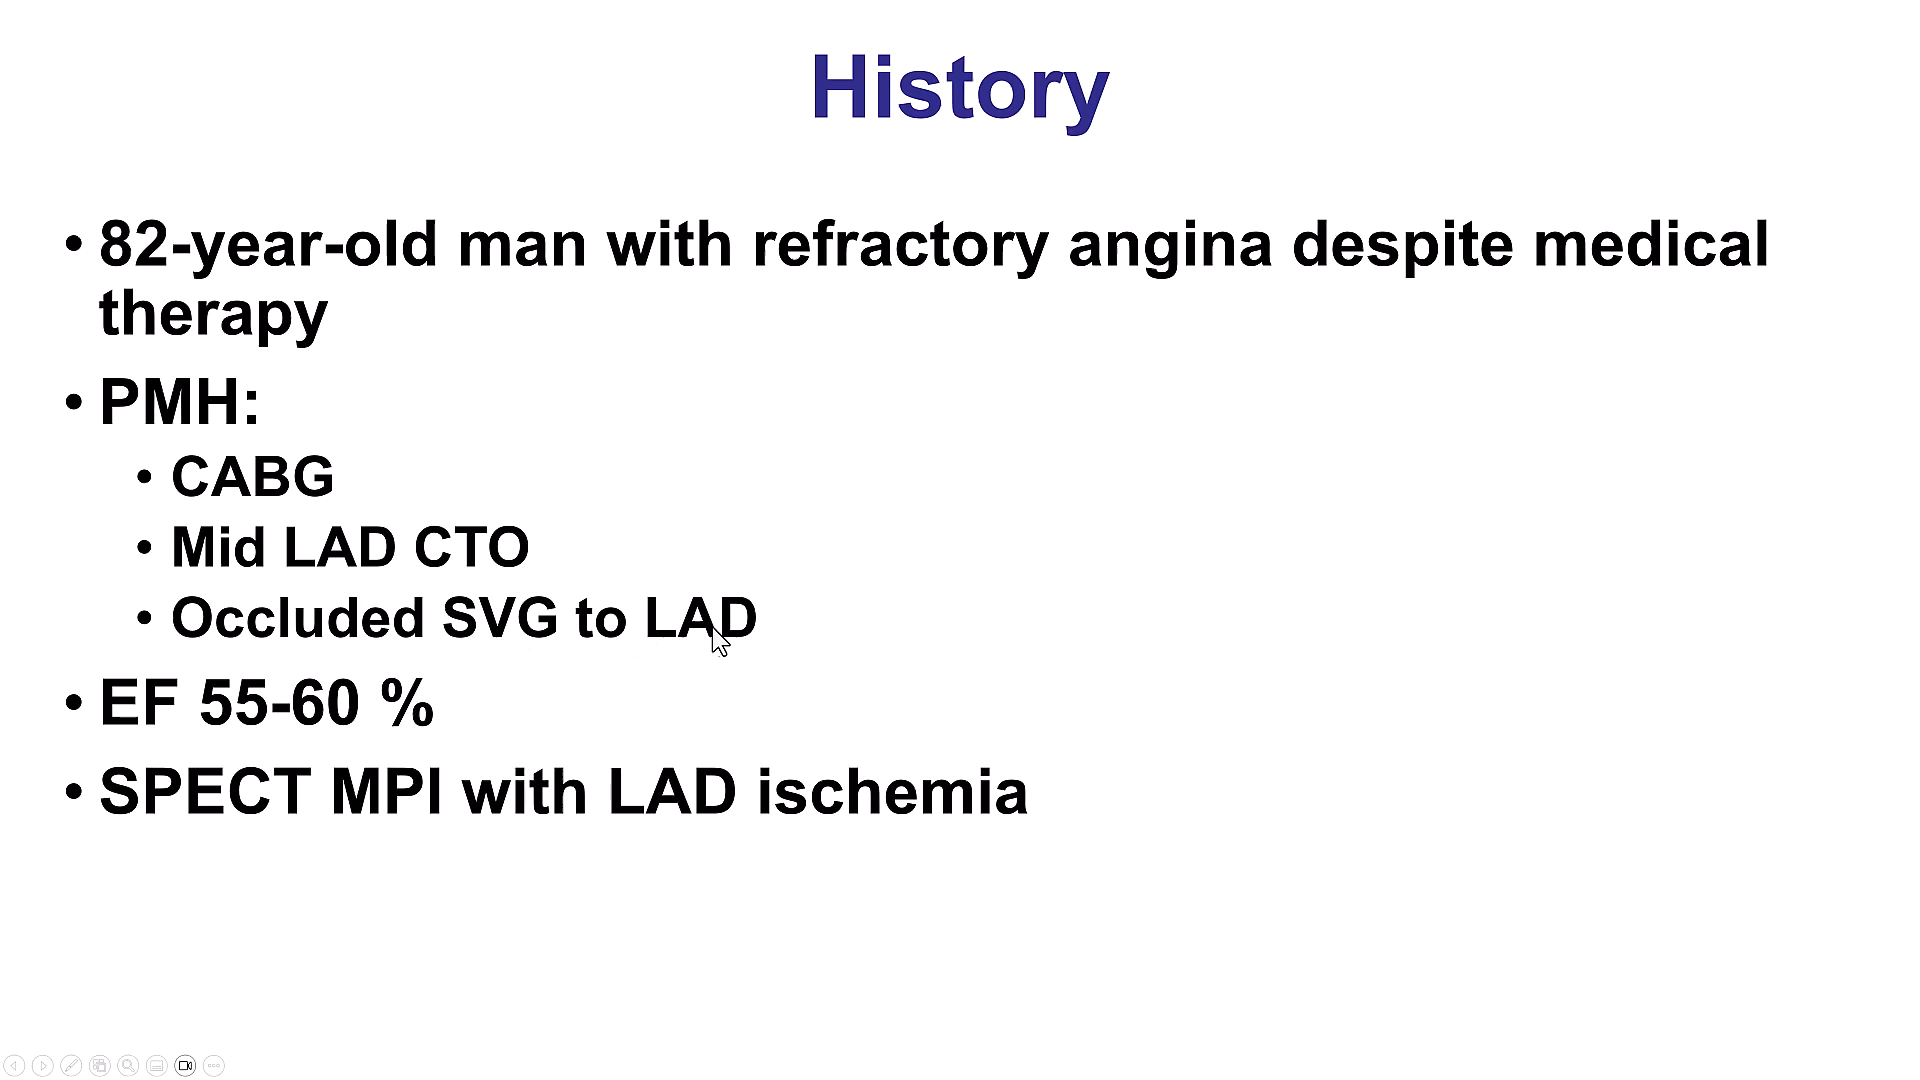 History
• 82-year-old man with refractory angina despite medical
therapy
• PMH:
• CABG
• Mid LAD CTO
• Occluded SVG to LAD
• EF 55-60 %
• SPECT MPI with LAD ischemia